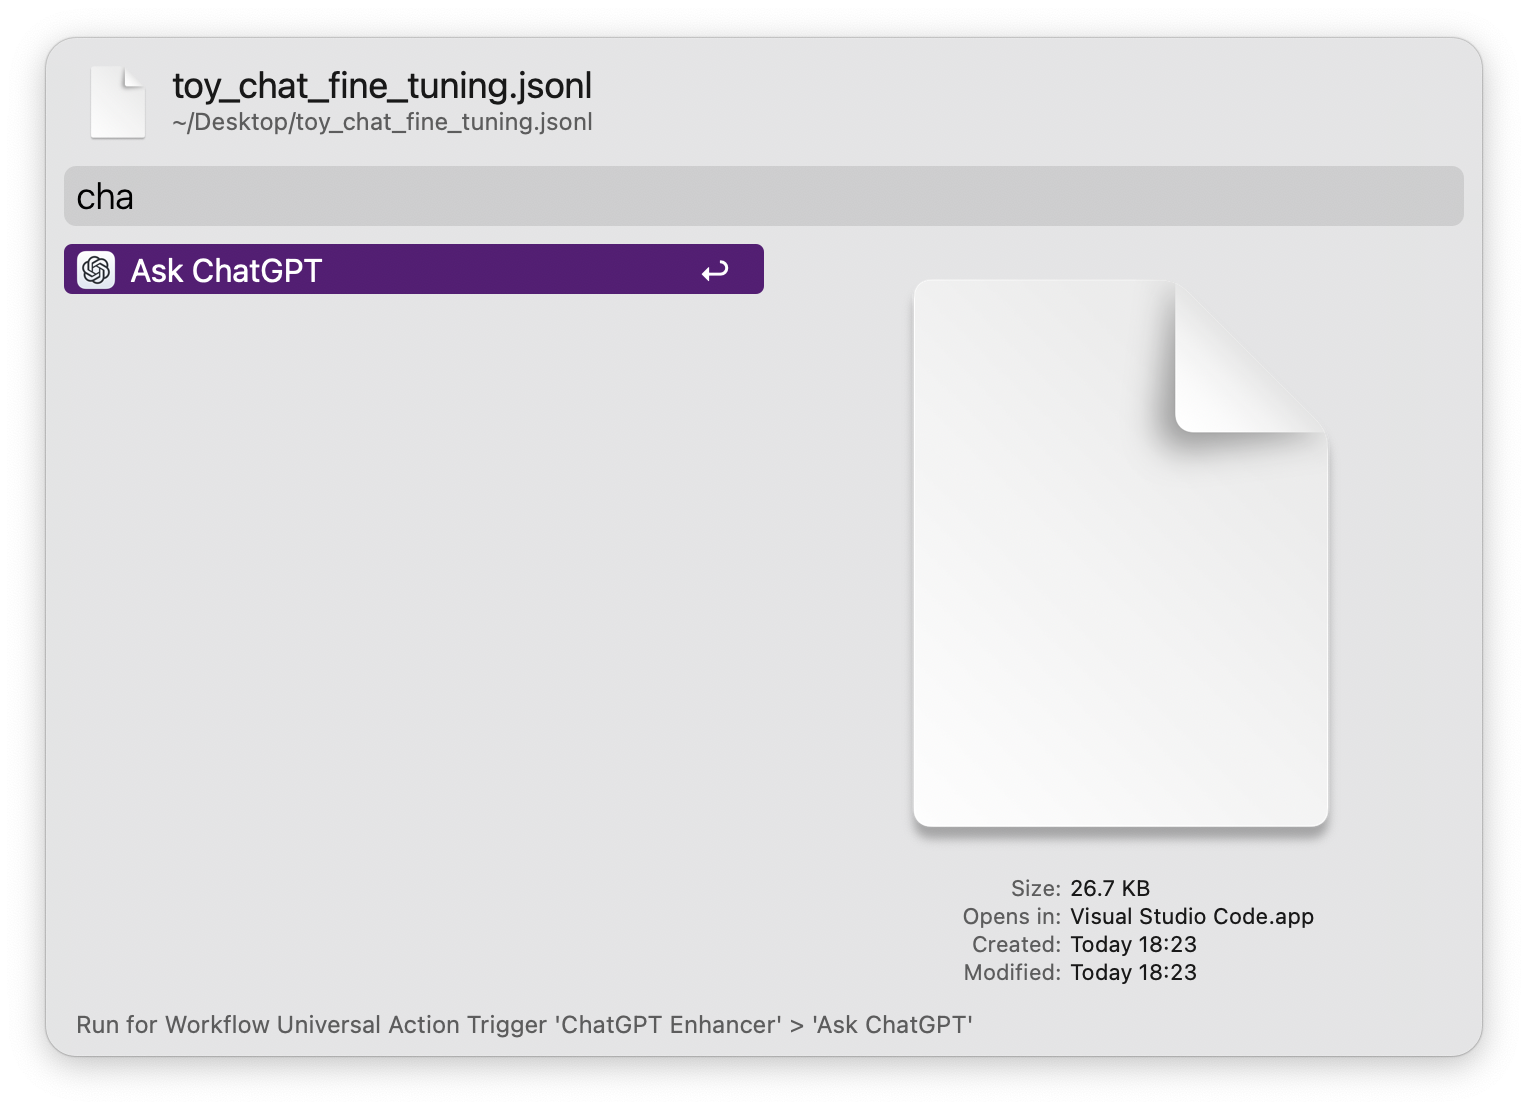 toy_chat_fine_tuning.jsonl
~/Desktop/toy_chat_fine_tuning.jsonl
cha
Ask ChatGPT
Size: 26.7 KB
Opens in: Visual Studio Code.app
Created: Today 18:23
Modified: Today 18:23
Run for Workflow Universal Action Trigger 'ChatGPT Enhancer' > 'Ask ChatGPT'